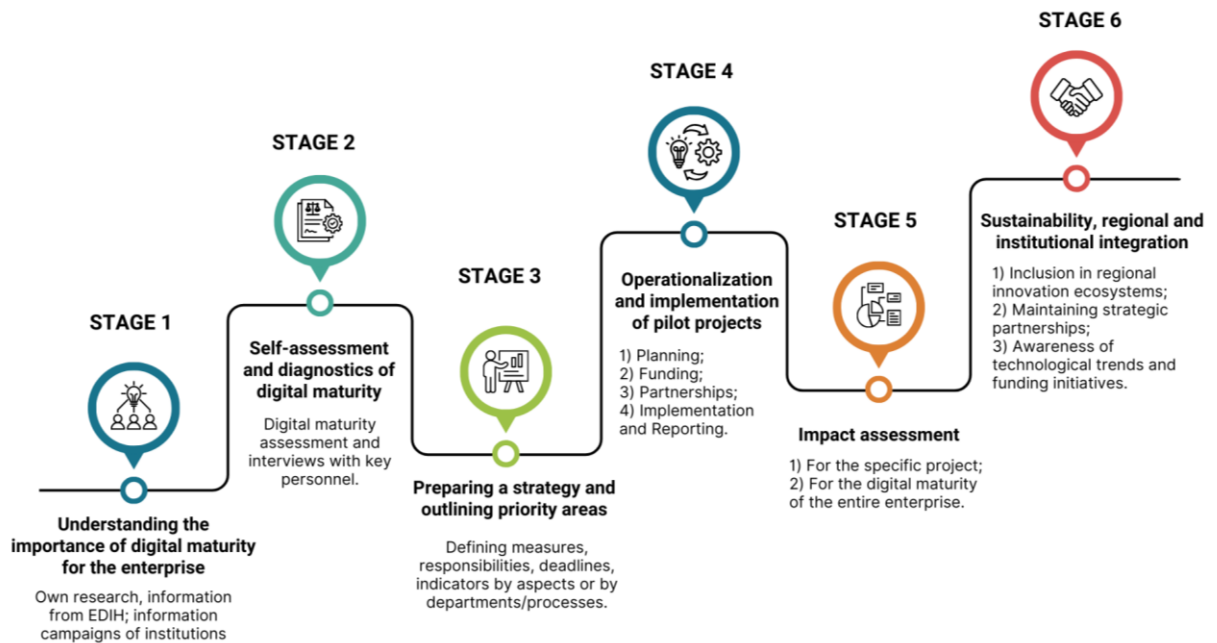 STAGE 1
Understanding the
importance of digital maturity
for the enterprise
Own research, information
from EDIH; information
campaigns of institutions
STAGE 2
Self-assessment
and diagnostics of
digital maturity
Digital maturity
assessment and
interviews with key
personnel.
STAGE 3
Preparing a strategy and
outlining priority areas
Defining measures,
responsibilities, deadlines,
indicators by aspects or by
departments/processes.
STAGE 4
Operationalization
and implementation
of pilot projects
1) Planning;
2) Funding;
3) Partnerships;
4) Implementation
and Reporting.
STAGE 5
Impact assessment
1) For the specific project;
2) For the digital maturity
of the entire enterprise.
STAGE 6
Sustainability, regional and
institutional integration
1) Inclusion in regional
innovation ecosystems;
2) Maintaining strategic
partnerships;
3) Awareness of
technological trends and
funding initiatives.